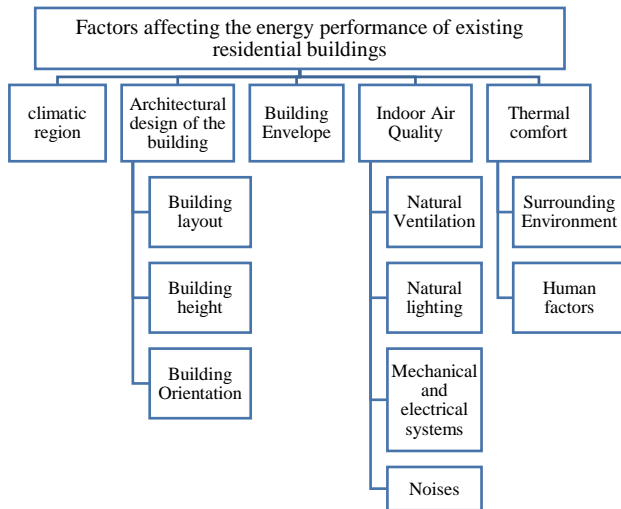 Factors affecting the energy performance of existing
residential buildings
climatic
region
Architectural
design of the
building
Building
Envelope
Indoor Air
Quality
Thermal
comfort
Building
layout
Building
height
Building
Orientation
Natural
Ventilation
Natural
lighting
Mechanical
and
electrical
systems
Noises
Surrounding
Environment
Human
factors